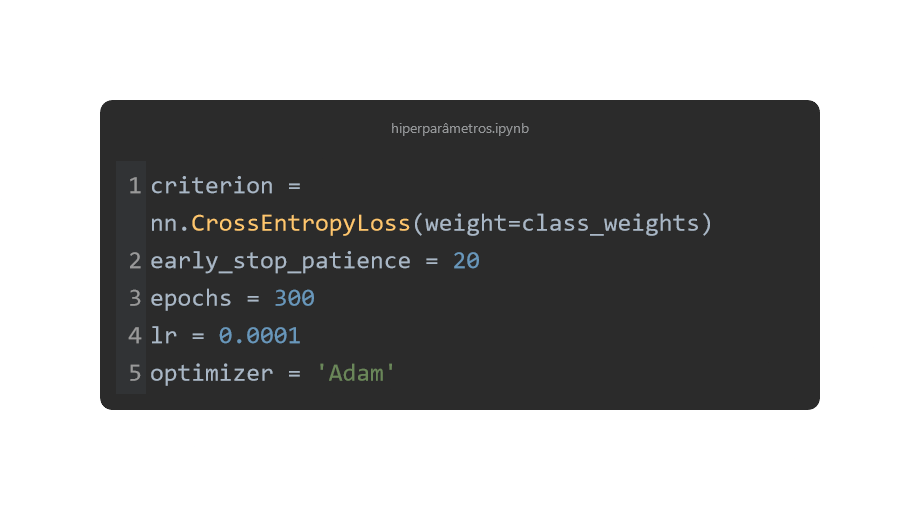 hiperparâmetros.ipynb
1 criterion =
nn.CrossEntropyLoss(weight=class_weights)
2 early_stop_patience = 20
3 epochs = 300
4 lr = 0.0001
5 optimizer = 'Adam'